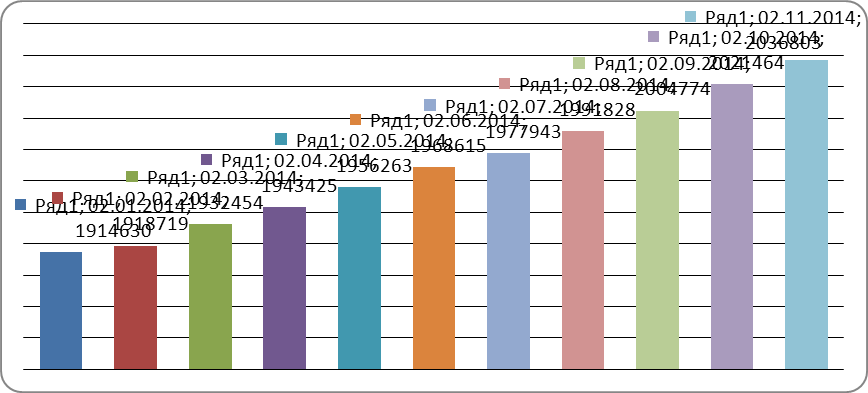 Ряд1; 02.01.2014;
1914630
Ряд1; 02.02.2014;
1918719
Ряд1; 02.03.2014;
1932454
Ряд1; 02.04.2014;
1943425
Ряд1; 02.05.2014;
1956263
Ряд1; 02.06.2014;
1968615
Ряд1; 02.07.2014;
1977943
Ряд1; 02.08.2014;
1991828
Ряд1; 02.09.2014;
2004774
Ряд1; 02.10.2014;
2021464
Ряд1; 02.11.2014;
2036803